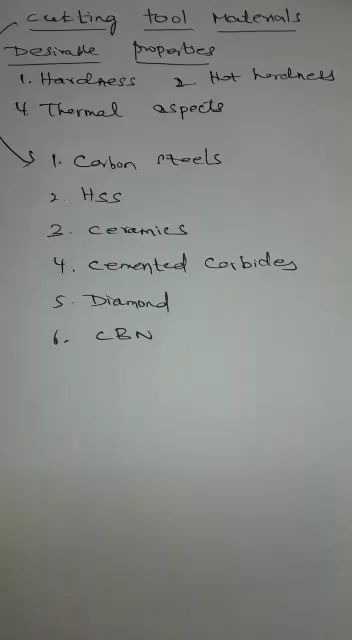 Cutting tool Materials
Desirable properties
1. Hardness 2. Hot hardness
4. Thermal aspects
1. Carbon steels
2. HSS
3. Ceramics
4. Cemented Carbides
5. Diamond
6. CBN